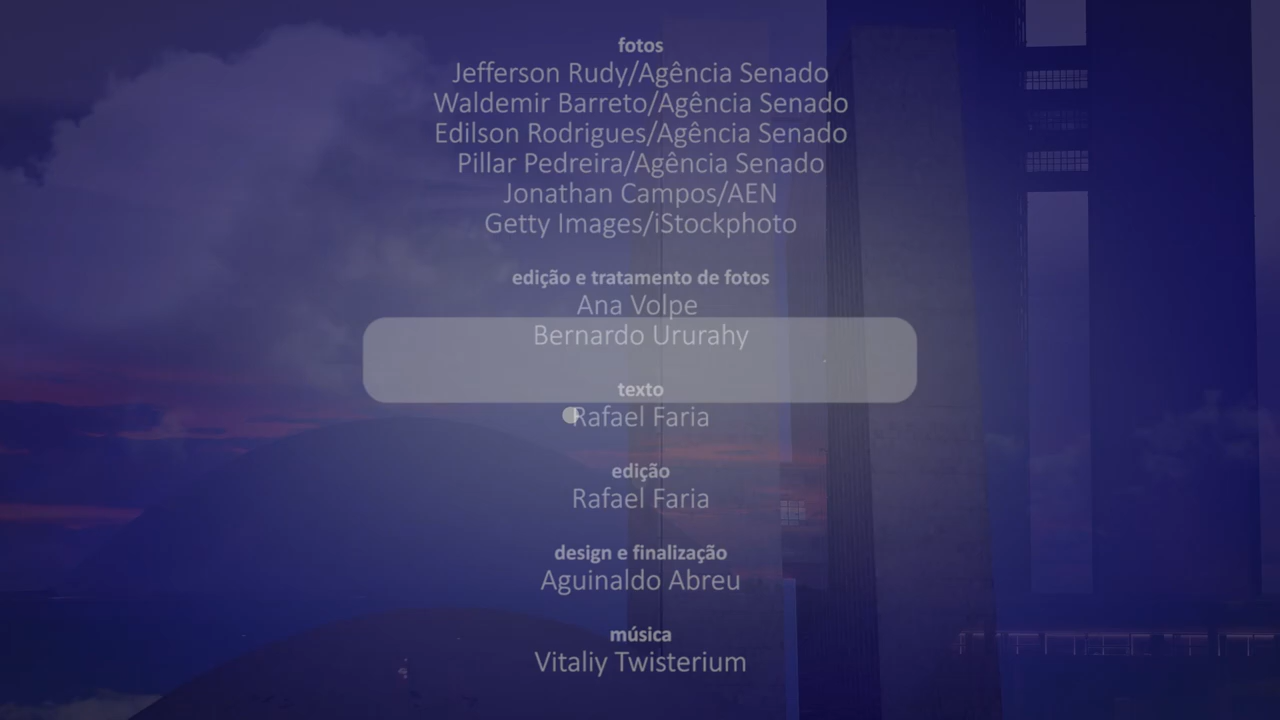 fotos
Jefferson Rudy/Agência Senado
Waldemir Barreto/Agência Senado
Edilson Rodrigues/Agência Senado
Pillar Pedreira/Agência Senado
Jonathan Campos/AEN
Getty Images/iStockphoto
edição e tratamento de fotos
Ana Volpe
Bernardo Ururahy
texto
Rafael Faria
edição
Rafael Faria
design e finalização
Aguinaldo Abreu
música
Vitaliy Twisterium